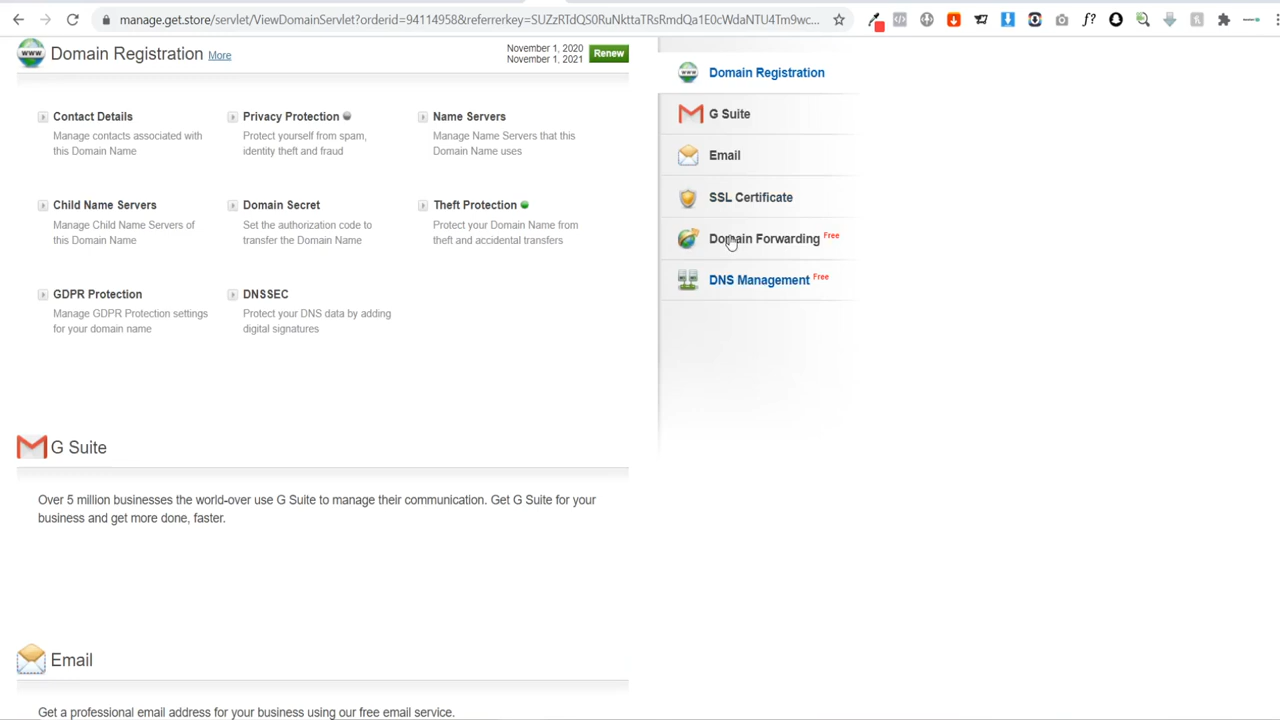 manage.get.store/servlet/ViewDomainServlet?orderid=94114958&referrerkey=SUZzRTdQS0RuNkttaTRsRmdQa1E0cWdaNTU4Tm9wc...
WWW Domain Registration More
November 1, 2020
November 1, 2021
Renew
Contact Details
Manage contacts associated with
this Domain Name
Privacy Protection
Protect yourself from spam,
identity theft and fraud
Name Servers
Manage Name Servers that this
Domain Name uses
Child Name Servers
Manage Child Name Servers of
this Domain Name
Domain Secret
Set the authorization code to
transfer the Domain Name
Theft Protection
Protect your Domain Name from
theft and accidental transfers
GDPR Protection
Manage GDPR Protection settings
for your domain name
DNSSEC
Protect your DNS data by adding
digital signatures
G Suite
Over 5 million businesses the world-over use G Suite to manage their communication. Get G Suite for your
business and get more done, faster.
Email
Get a professional email address for your business using our free email service.
WWW Domain Registration
G Suite
Email
SSL Certificate
Domain Forwarding Free
DNS Management Free